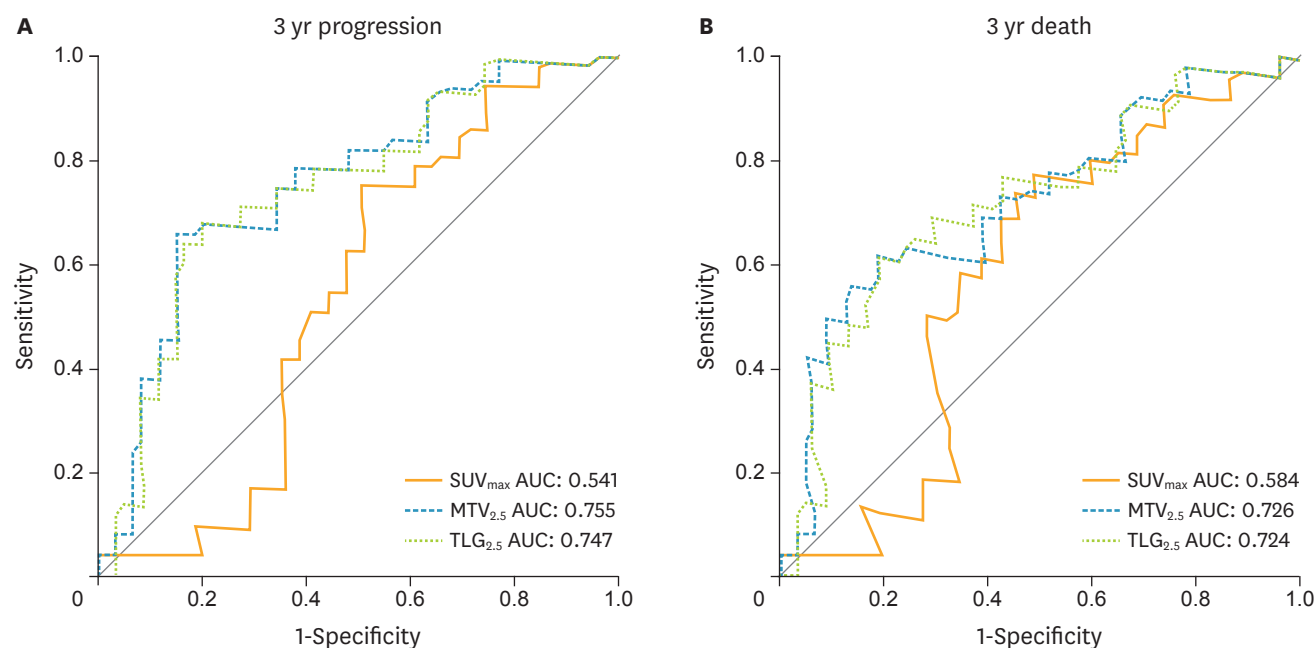 A
3 yr progression
1.0
0.8
0.6
0.4
0.2
0
0.2
0.4
0.6
0.8
1.0
Sensitivity
1-Specificity
SUVmax AUC: 0.541
MTV2.5 AUC: 0.755
TLG2.5 AUC: 0.747
B
3 yr death
1.0
0.8
0.6
0.4
0.2
0
0.2
0.4
0.6
0.8
1.0
Sensitivity
1-Specificity
SUVmax AUC: 0.584
MTV2.5 AUC: 0.726
TLG2.5 AUC: 0.724